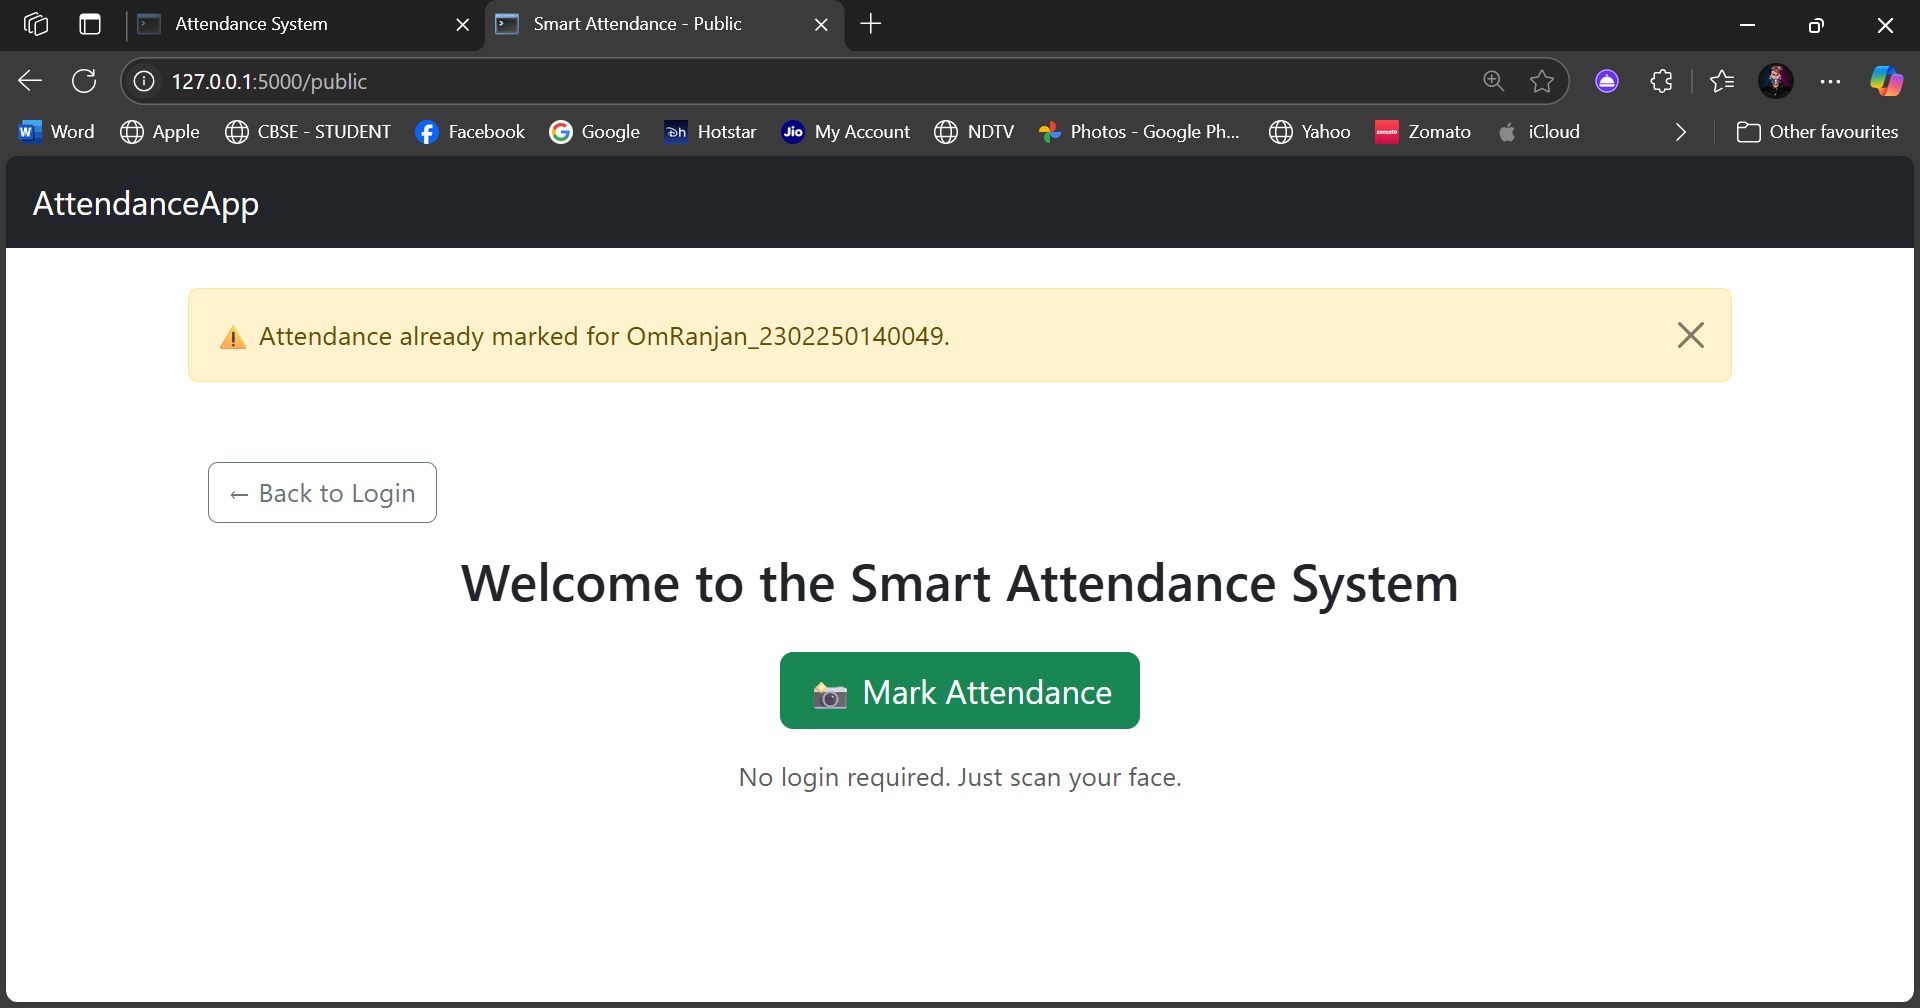 Attendance System
Smart Attendance - Public
127.0.0.1:5000/public
Word Apple CBSE - STUDENT Facebook Google Hotstar My Account NDTV Photos - Google Ph... Yahoo Zomato iCloud Other favourites
AttendanceApp
⚠️ Attendance already marked for OmRanjan_2302250140049.
← Back to Login
Welcome to the Smart Attendance System
📸 Mark Attendance
No login required. Just scan your face.